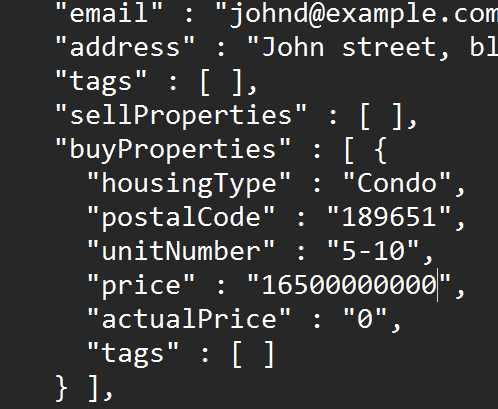 "email" : "johnd@example.com
"address" : "John street, bl
"tags" : [ ],
"sellProperties" : [ ],
"buyProperties" : [ {
"housingType" : "Condo",
"postalCode" : "189651",
"unitNumber" : "5-10",
"price" : "16500000000",
"actualPrice" : "0",
"tags" : [ ]
} ],